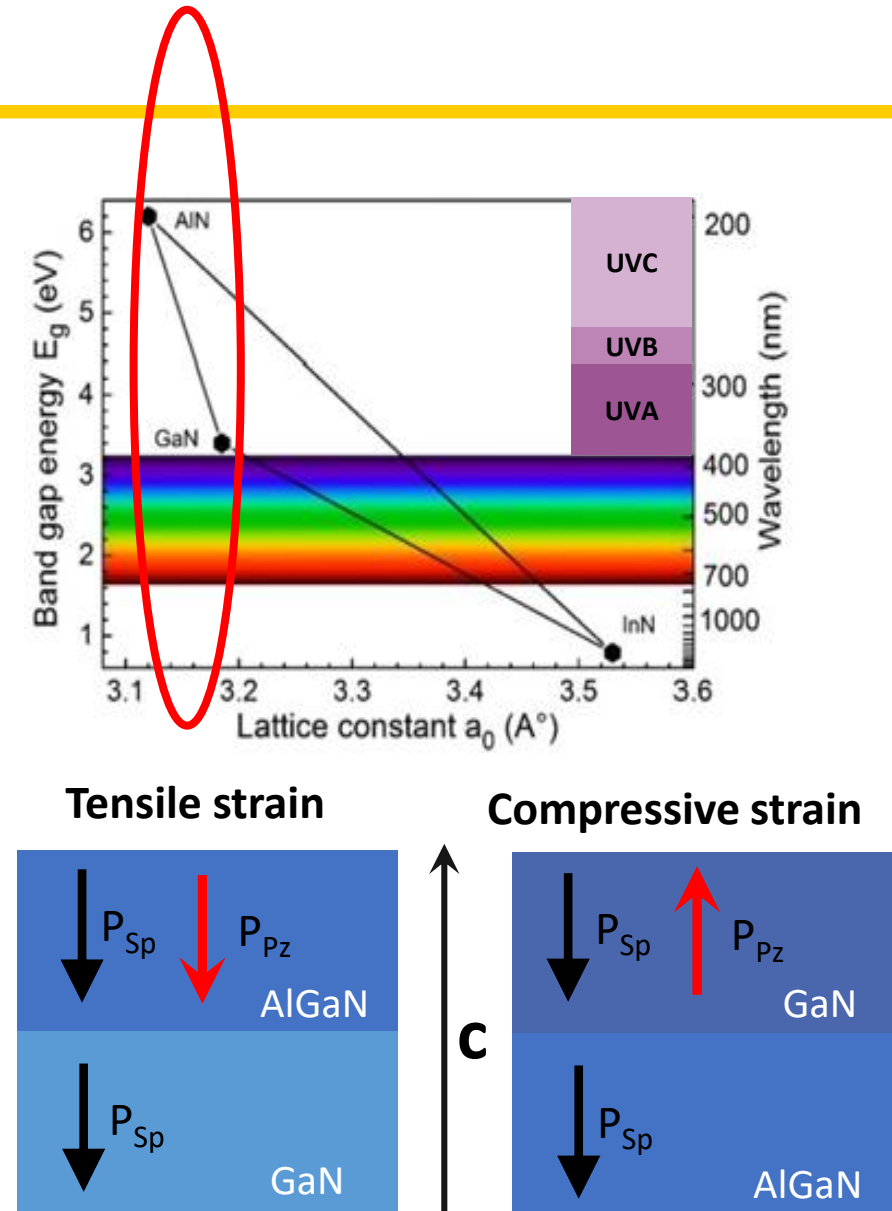 Band gap energy E_g (eV)
6
5
4
3
2
1
AlN
GaN
InN
UVC
UVB
UVA
200
300
400
500
700
1000
Wavelength (nm)
3.1 3.2 3.3 3.4 3.5 3.6
Lattice constant a_0 (A°)
Tensile strain
P_Sp P_Pz
AlGaN
P_Sp
GaN
c
Compressive strain
P_Sp P_Pz
GaN
P_Sp
AlGaN